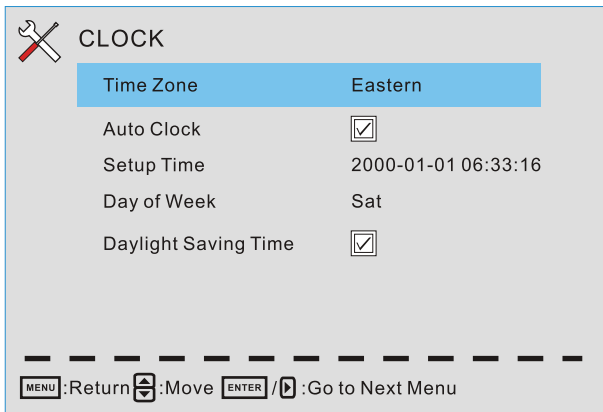 CLOCK
Time Zone Eastern
Auto Clock
Setup Time 2000-01-01 06:33:16
Day of Week Sat
Daylight Saving Time
MENU :Return :Move ENTER / :Go to Next Menu